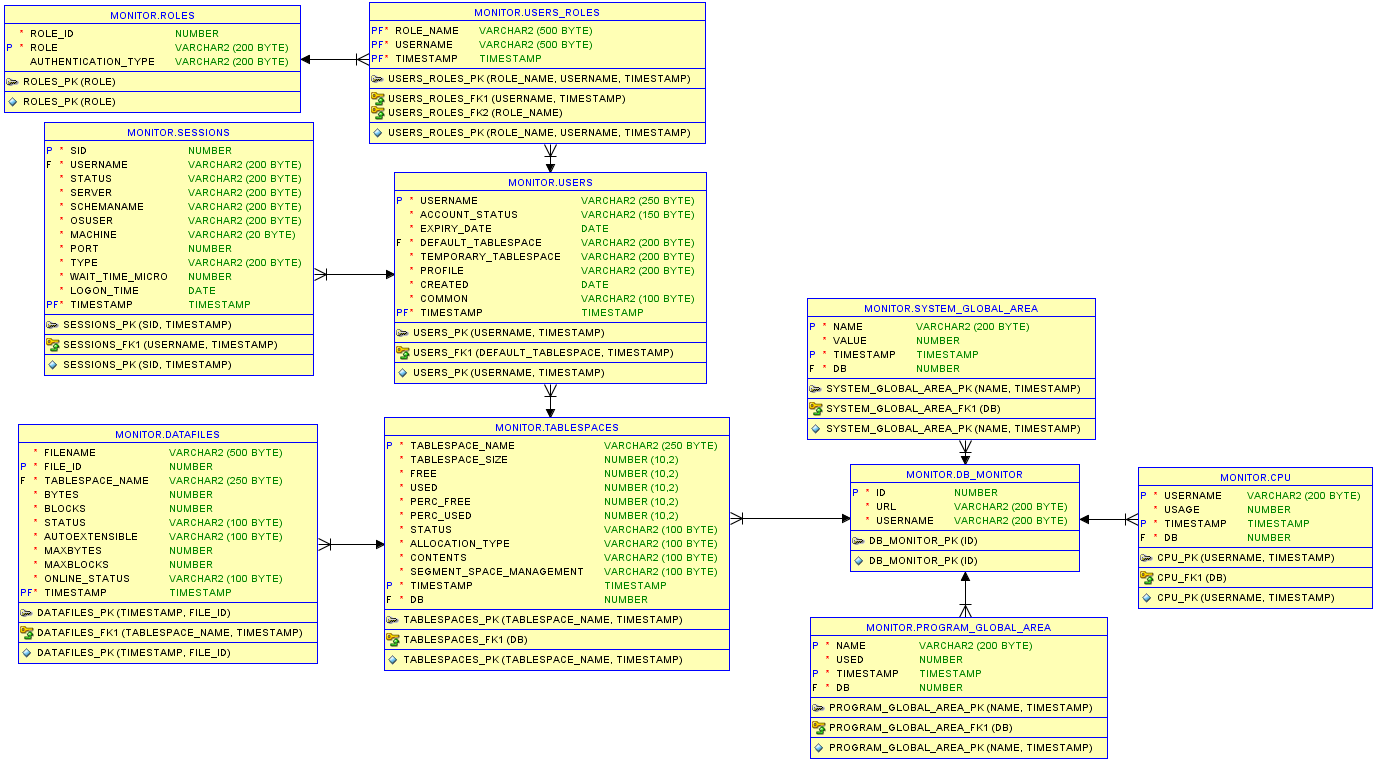 MONITOR.ROLES
* ROLE_ID NUMBER
P * ROLE VARCHAR2 (200 BYTE)
AUTHENTICATION_TYPE VARCHAR2 (200 BYTE)
ROLES_PK (ROLE)
ROLES_PK (ROLE)
MONITOR.USERS_ROLES
PF* ROLE_NAME VARCHAR2 (500 BYTE)
PF* USERNAME VARCHAR2 (500 BYTE)
PF* TIMESTAMP TIMESTAMP
USERS_ROLES_PK (ROLE_NAME, USERNAME, TIMESTAMP)
USERS_ROLES_FK1 (USERNAME, TIMESTAMP)
USERS_ROLES_FK2 (ROLE_NAME)
USERS_ROLES_PK (ROLE_NAME, USERNAME, TIMESTAMP)
MONITOR.SESSIONS
P * SID NUMBER
F * USERNAME VARCHAR2 (200 BYTE)
* STATUS VARCHAR2 (200 BYTE)
* SERVER VARCHAR2 (200 BYTE)
* SCHEMANAME VARCHAR2 (200 BYTE)
* OSUSER VARCHAR2 (200 BYTE)
* MACHINE VARCHAR2 (20 BYTE)
* PORT NUMBER
* TYPE VARCHAR2 (200 BYTE)
* WAIT_TIME_MICRO NUMBER
* LOGON_TIME DATE
PF* TIMESTAMP TIMESTAMP
SESSIONS_PK (SID, TIMESTAMP)
SESSIONS_FK1 (USERNAME, TIMESTAMP)
SESSIONS_PK (SID, TIMESTAMP)
MONITOR.USERS
P * USERNAME VARCHAR2 (250 BYTE)
* ACCOUNT_STATUS VARCHAR2 (150 BYTE)
* EXPIRY_DATE DATE
F * DEFAULT_TABLESPACE VARCHAR2 (200 BYTE)
* TEMPORARY_TABLESPACE VARCHAR2 (200 BYTE)
* PROFILE VARCHAR2 (200 BYTE)
* CREATED DATE
* COMMON VARCHAR2 (100 BYTE)
PF* TIMESTAMP TIMESTAMP
USERS_PK (USERNAME, TIMESTAMP)
USERS_FK1 (DEFAULT_TABLESPACE, TIMESTAMP)
USERS_PK (USERNAME, TIMESTAMP)
MONITOR.SYSTEM_GLOBAL_AREA
P * NAME VARCHAR2 (200 BYTE)
* VALUE NUMBER
P * TIMESTAMP TIMESTAMP
F * DB NUMBER
SYSTEM_GLOBAL_AREA_PK (NAME, TIMESTAMP)
SYSTEM_GLOBAL_AREA_FK1 (DB)
SYSTEM_GLOBAL_AREA_PK (NAME, TIMESTAMP)
MONITOR.DATAFILES
* FILENAME VARCHAR2 (500 BYTE)
P * FILE_ID NUMBER
F * TABLESPACE_NAME VARCHAR2 (250 BYTE)
* BYTES NUMBER
* BLOCKS NUMBER
* STATUS VARCHAR2 (100 BYTE)
* AUTOEXTENSIBLE VARCHAR2 (100 BYTE)
* MAXBYTES NUMBER
* MAXBLOCKS NUMBER
* ONLINE_STATUS VARCHAR2 (100 BYTE)
PF* TIMESTAMP TIMESTAMP
DATAFILES_PK (TIMESTAMP, FILE_ID)
DATAFILES_FK1 (TABLESPACE_NAME, TIMESTAMP)
DATAFILES_PK (TIMESTAMP, FILE_ID)
MONITOR.TABLESPACES
P * TABLESPACE_NAME VARCHAR2 (250 BYTE)
* TABLESPACE_SIZE NUMBER (10,2)
* FREE NUMBER (10,2)
* USED NUMBER (10,2)
* PERC_FREE NUMBER (10,2)
* PERC_USED NUMBER (10,2)
* STATUS VARCHAR2 (100 BYTE)
* ALLOCATION_TYPE VARCHAR2 (100 BYTE)
* CONTENTS VARCHAR2 (100 BYTE)
* SEGMENT_SPACE_MANAGEMENT VARCHAR2 (100 BYTE)
P * TIMESTAMP TIMESTAMP
F * DB NUMBER
TABLESPACES_PK (TABLESPACE_NAME, TIMESTAMP)
TABLESPACES_FK1 (DB)
TABLESPACES_PK (TABLESPACE_NAME, TIMESTAMP)
MONITOR.DB_MONITOR
P * ID NUMBER
* URL VARCHAR2 (200 BYTE)
* USERNAME VARCHAR2 (200 BYTE)
DB_MONITOR_PK (ID)
DB_MONITOR_PK (ID)
MONITOR.CPU
P * USERNAME VARCHAR2 (200 BYTE)
* USAGE NUMBER
P * TIMESTAMP TIMESTAMP
F * DB NUMBER
CPU_PK (USERNAME, TIMESTAMP)
CPU_FK1 (DB)
CPU_PK (USERNAME, TIMESTAMP)
MONITOR.PROGRAM_GLOBAL_AREA
P * NAME VARCHAR2 (200 BYTE)
* USED NUMBER
P * TIMESTAMP TIMESTAMP
F * DB NUMBER
PROGRAM_GLOBAL_AREA_PK (NAME, TIMESTAMP)
PROGRAM_GLOBAL_AREA_FK1 (DB)
PROGRAM_GLOBAL_AREA_PK (NAME, TIMESTAMP)